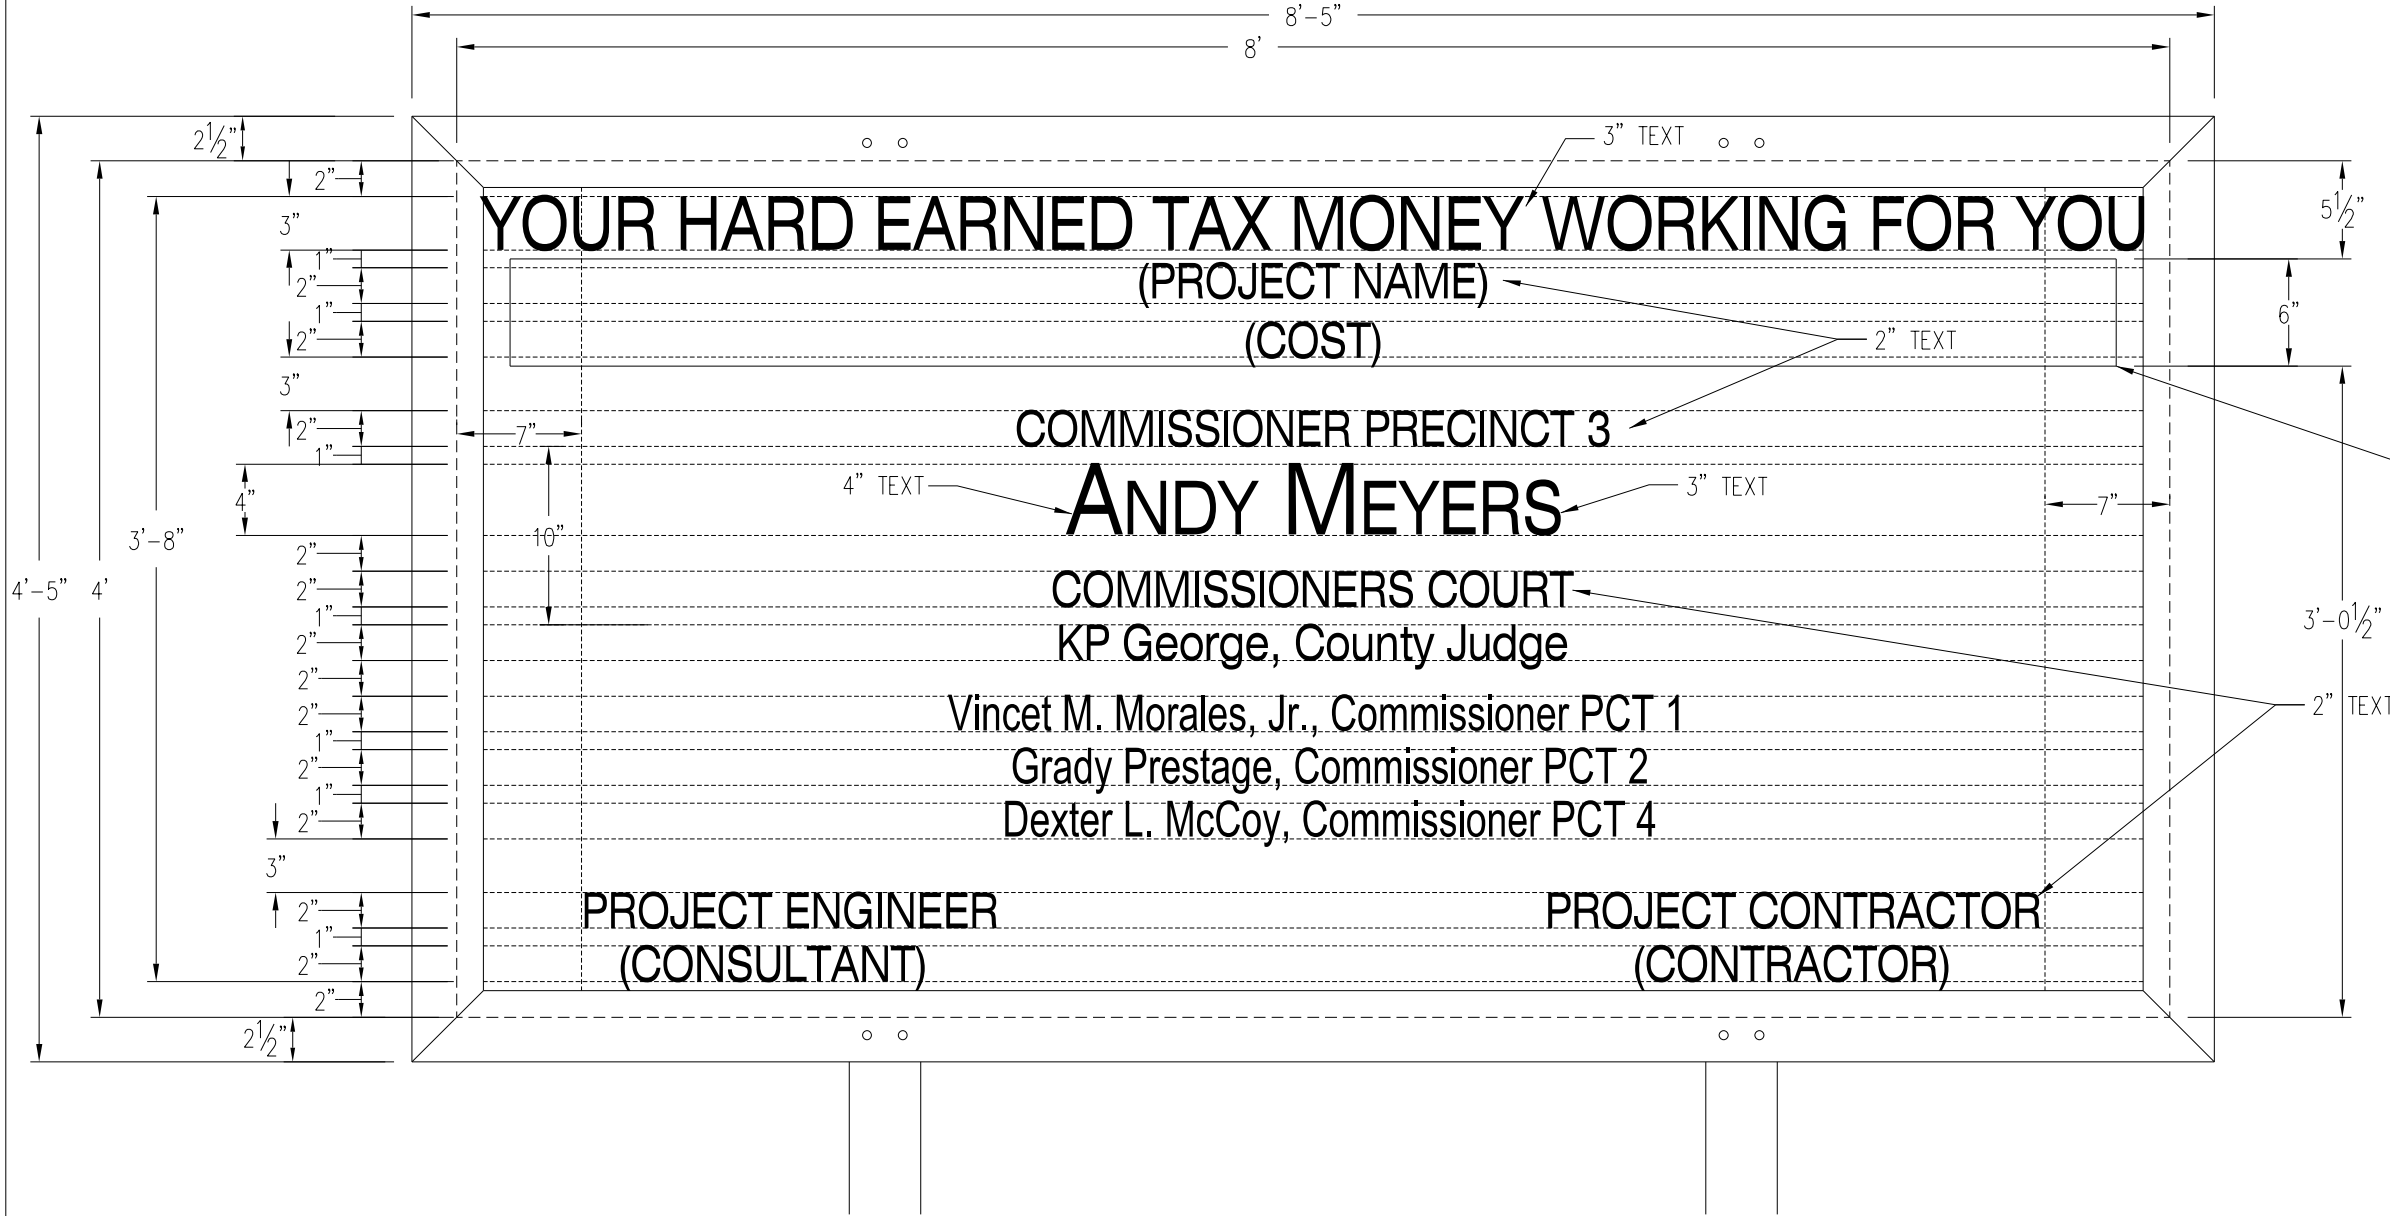 8'-5"
8'
2½"
3" TEXT
2"
5½"
YOUR HARD EARNED TAX MONEY WORKING FOR YOU
3"
1"
(PROJECT NAME)
2"
6"
1"
2"
(COST)
2" TEXT
3"
2"
COMMISSIONER PRECINCT 3
7"
1"
4"
4" TEXT
ANDY MEYERS
3" TEXT
7"
3'-8"
10"
2"
4'-5"
4'
2"
COMMISSIONERS COURT
3'-0½"
1"
2"
KP George, County Judge
2"
2"
Vincet M. Morales, Jr., Commissioner PCT 1
2" TEXT
1"
2"
Grady Prestage, Commissioner PCT 2
1"
2"
Dexter L. McCoy, Commissioner PCT 4
3"
2"
PROJECT ENGINEER
PROJECT CONTRACTOR
1"
2"
(CONSULTANT)
(CONTRACTOR)
2"
2½"